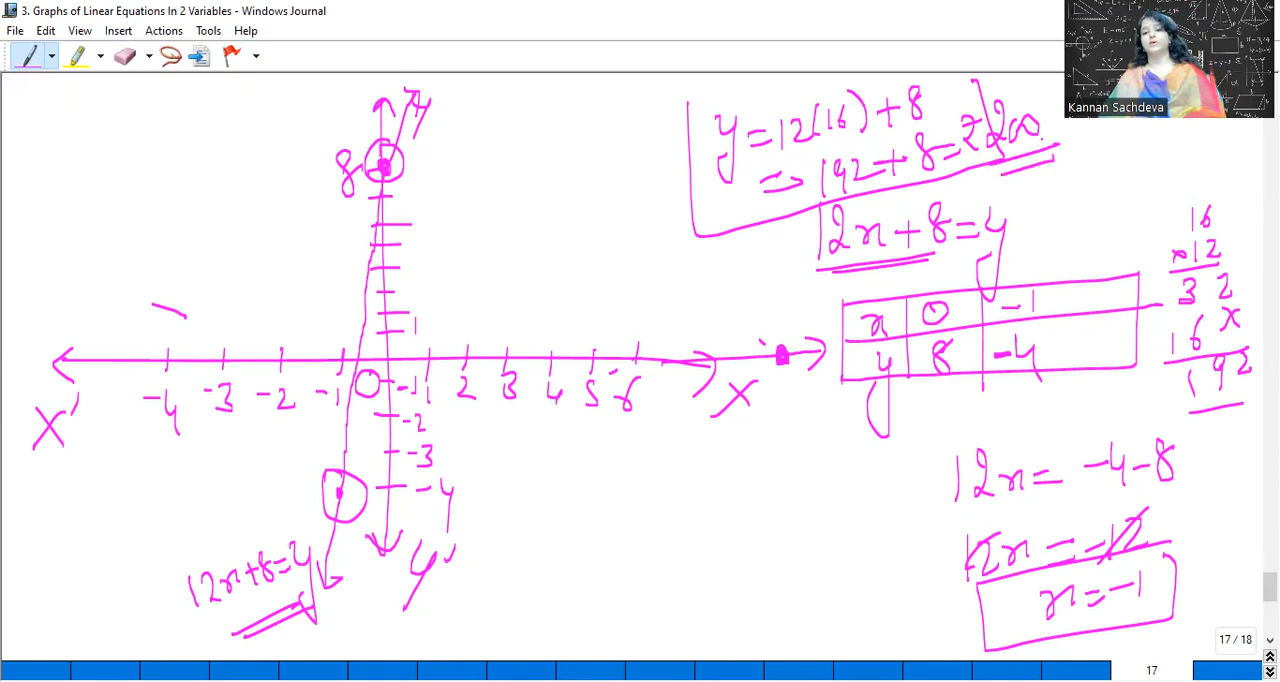 3. Graphs of Linear Equations In 2 Variables - Windows Journal
File Edit View Insert Actions Tools Help
Kannan Sachdeva
y = 12(16) + 8
=> 192 + 8 = ₹ 200
12x + 8 = y
x 0 -1
y 8 -4
16
×12
32
16x
192
12x = -4-8
12x = -12
x = -1
y
8
1
X' -4 -3 -2 -1 O 1 2 3 4 5 6 X
-1
-2
-3
-4
y'
12x+8=y
17 / 18
17